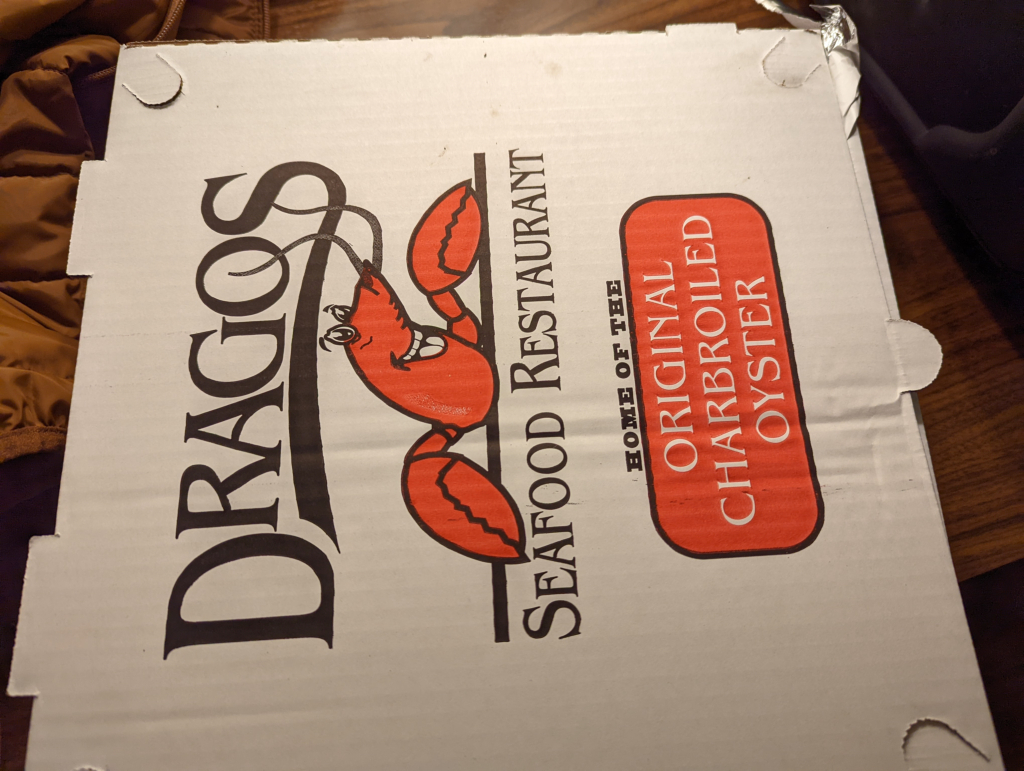 DRAGOS
SEAFOOD RESTAURANT
HOME OF THE
ORIGINAL
CHARBROILED
OYSTER